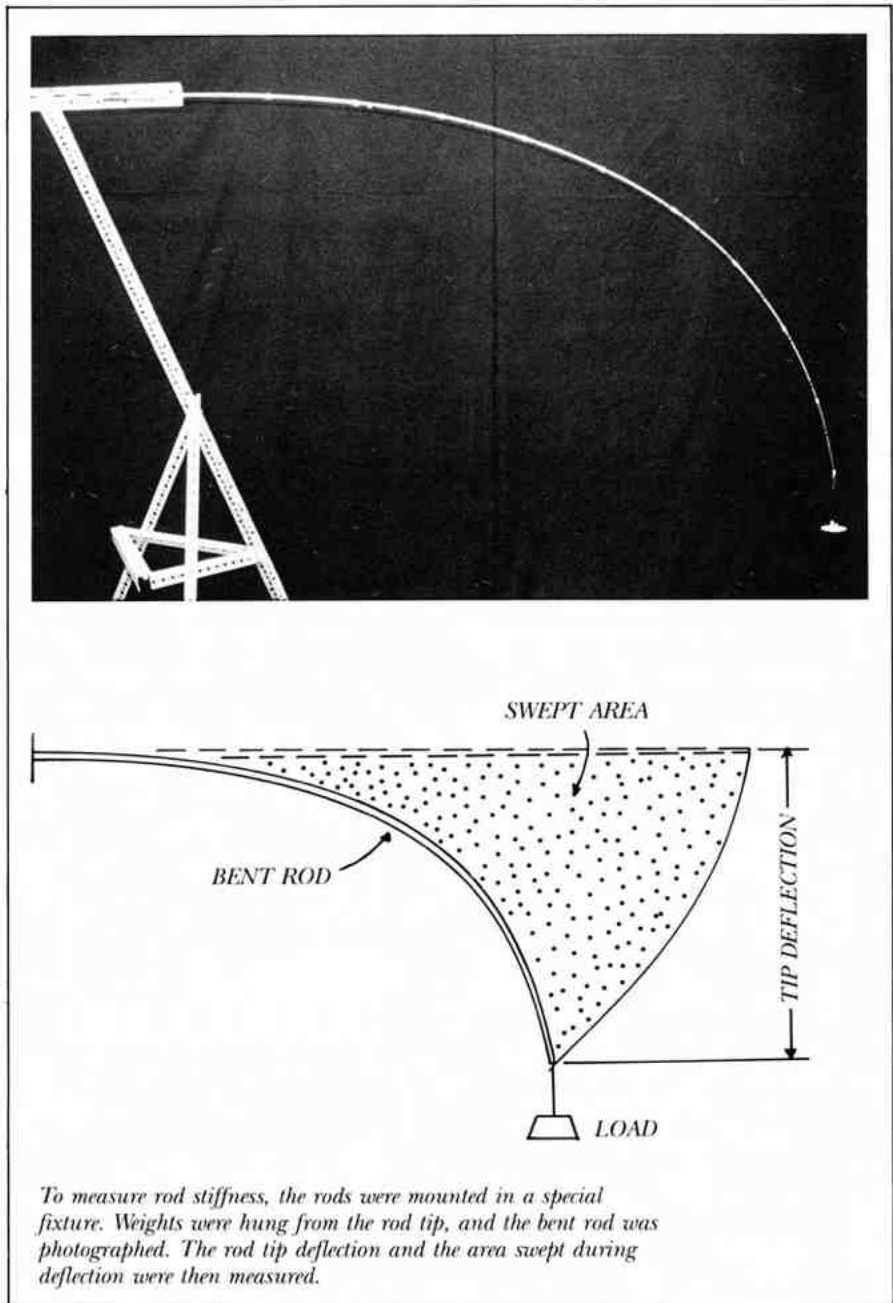 SWEPT AREA
BENT ROD
TIP DEFLECTION
LOAD
To measure rod stiffness, the rods were mounted in a special
fixture. Weights were hung from the rod tip, and the bent rod was
photographed. The rod tip deflection and the area swept during
deflection were then measured.